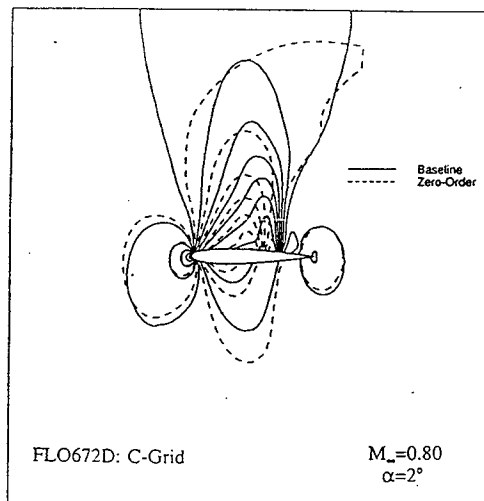 Baseline
Zero-Order
FLO672D: C-Grid
M∞=0.80
α=2°